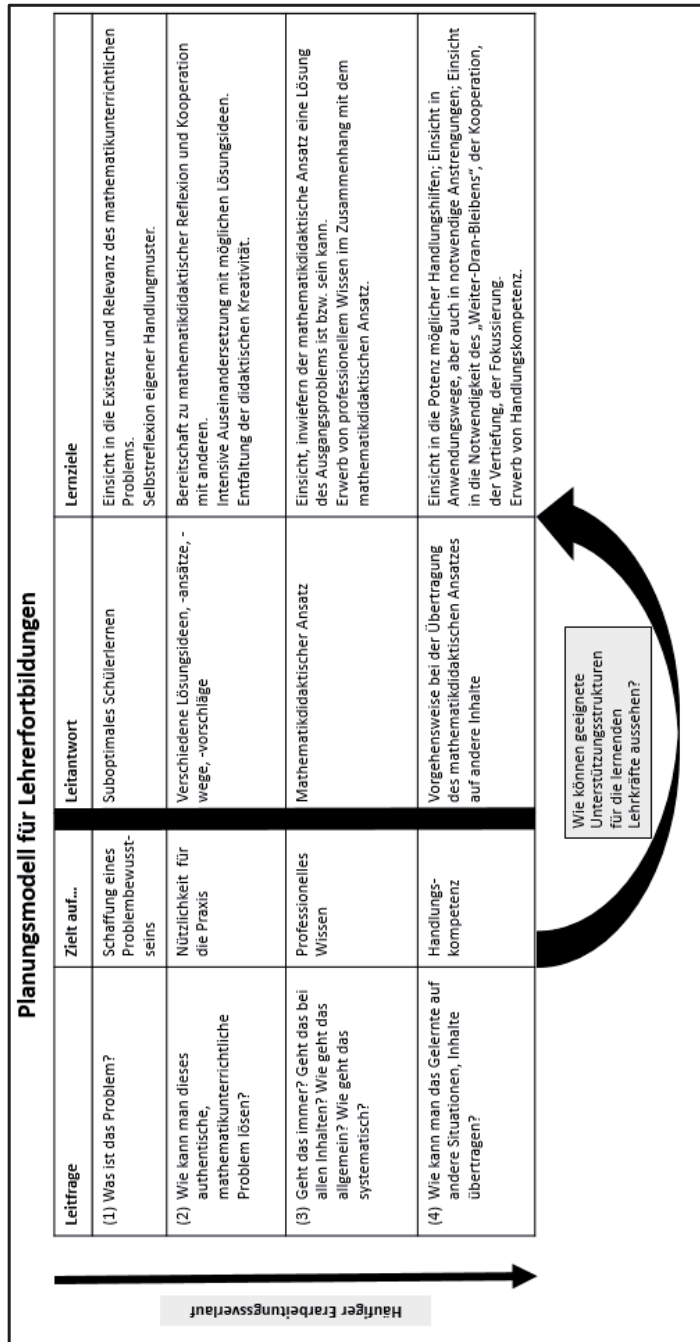 Planungsmodell für Lehrerfortbildungen
Leitfrage
Zielt auf...
Leitantwort
Lernziele
(1) Was ist das Problem?
Schaffung eines
Problembewusst-
seins
Suboptimales Schülerlernen
Einsicht in die Existenz und Relevanz des mathematikunterrichtlichen
Problems.
Selbstreflexion eigener Handlungmuster.
(2) Wie kann man dieses
authentische,
mathematikunterrichtliche
Problem lösen?
Nützlichkeit für
die Praxis
Verschiedene Lösungsideen, -ansätze, -
wege, -vorschläge
Bereitschaft zu mathematikdidaktischer Reflexion und Kooperation
mit anderen.
Intensive Auseinandersetzung mit möglichen Lösungsideen.
Entfaltung der didaktischen Kreativität.
(3) Geht das immer? Geht das bei
allen Inhalten? Wie geht das
allgemein? Wie geht das
systematisch?
Professionelles
Wissen
Mathematikdidaktischer Ansatz
Einsicht, inwiefern der mathematikdidaktische Ansatz eine Lösung
des Ausgangsproblems ist bzw. sein kann.
Erwerb von professionellem Wissen im Zusammenhang mit dem
mathematikdidaktischen Ansatz.
(4) Wie kann man das Gelernte auf
andere Situationen, Inhalte
übertragen?
Handlungs-
kompetenz
Vorgehensweise bei der Übertragung
des mathematikdidaktischen Ansatzes
auf andere Inhalte
Einsicht in die Potenz möglicher Handlungshilfen; Einsicht in
Anwendungswege, aber auch in notwendige Anstrengungen; Einsicht
in die Notwendigkeit des „Weiter-Dran-Bleibens“, der Kooperation,
der Vertiefung, der Fokussierung.
Erwerb von Handlungskompetenz.
Häufiger Erarbeitungsverlauf
Wie können geeignete
Unterstützungsstrukturen
für die lernenden
Lehrkräfte aussehen?